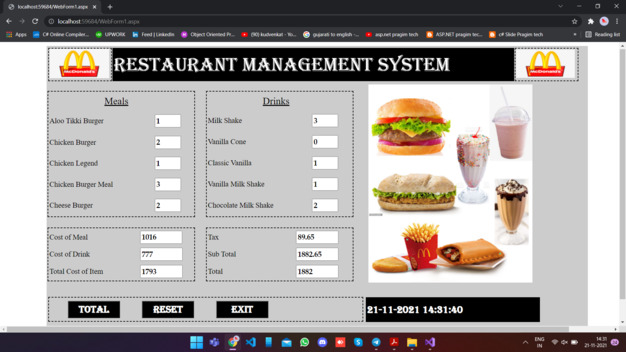 localhost:59684/WebForm1.aspx
localhost:59684/WebForm1.aspx
Apps C# Online Compiler... UPWORK Feed | LinkedIn Object Oriented Pr... (90) kudvenkat - Yo... gujarati to english -... asp.net progim tech ASP.NET progim tec... c# Slide Progim tech Reading list
McDonald's RESTAURANT MANAGEMENT SYSTEM McDonald's
Meals
Aloo Tikki Burger 1
Chicken Burger 2
Chicken Legend 1
Chicken Burger Meal 3
Cheese Burger 2
Drinks
Milk Shake 3
Vanilla Cone 0
Classic Vanilla 1
Vanilla Milk Shake 1
Chocolate Milk Shake 2
Cost of Meal 1016
Cost of Drink 777
Total Cost of Item 1793
Tax 89.65
Sub Total 1882.65
Total 1882
TOTAL RESET EXIT
21-11-2021 14:31:40
ENG
IN
14:31
21-11-2021